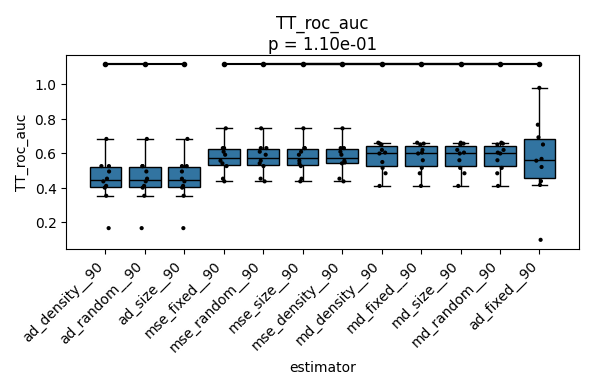 TT_roc_auc
p = 1.10e-01
TT_roc_auc
1.0
0.8
0.6
0.4
0.2
ad_density__90
ad_random__90
ad_size__90
mse_fixed__90
mse_random__90
mse_size__90
mse_density__90
md_density__90
md_fixed__90
md_size__90
md_random__90
ad_fixed__90
estimator